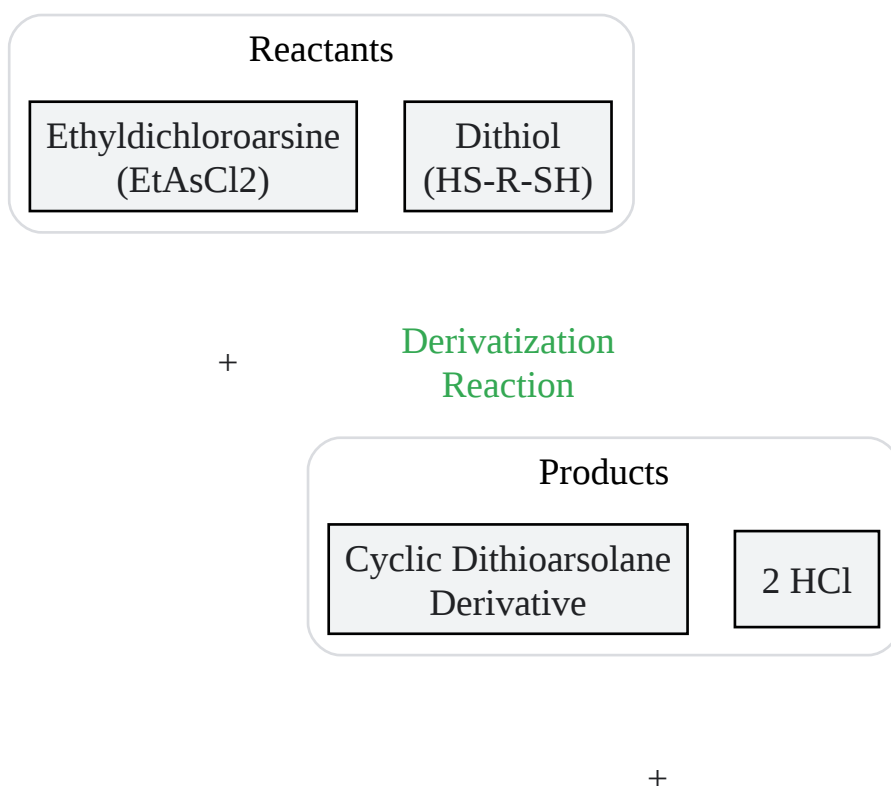 Reactants
Ethyldichloroarsine
(EtAsCl2)
Dithiol
(HS-R-SH)
+
Derivatization
Reaction
Products
Cyclic Dithioarsolane
Derivative
2 HCl
+